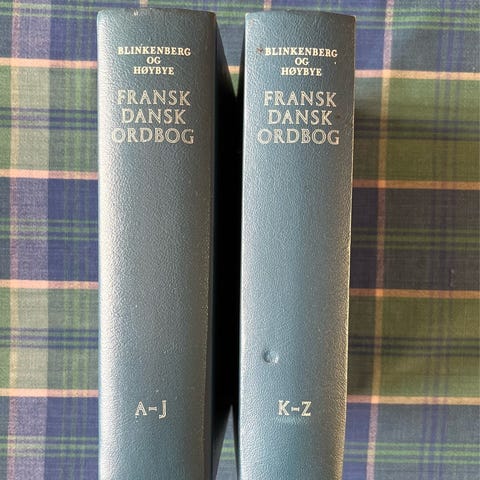 BLINKENBERG
OG
HØYBYE
FRANSK
DANSK
ORDBOG
A-J
BLINKENBERG
OG
HØYBYE
FRANSK
DANSK
ORDBOG
K-Z